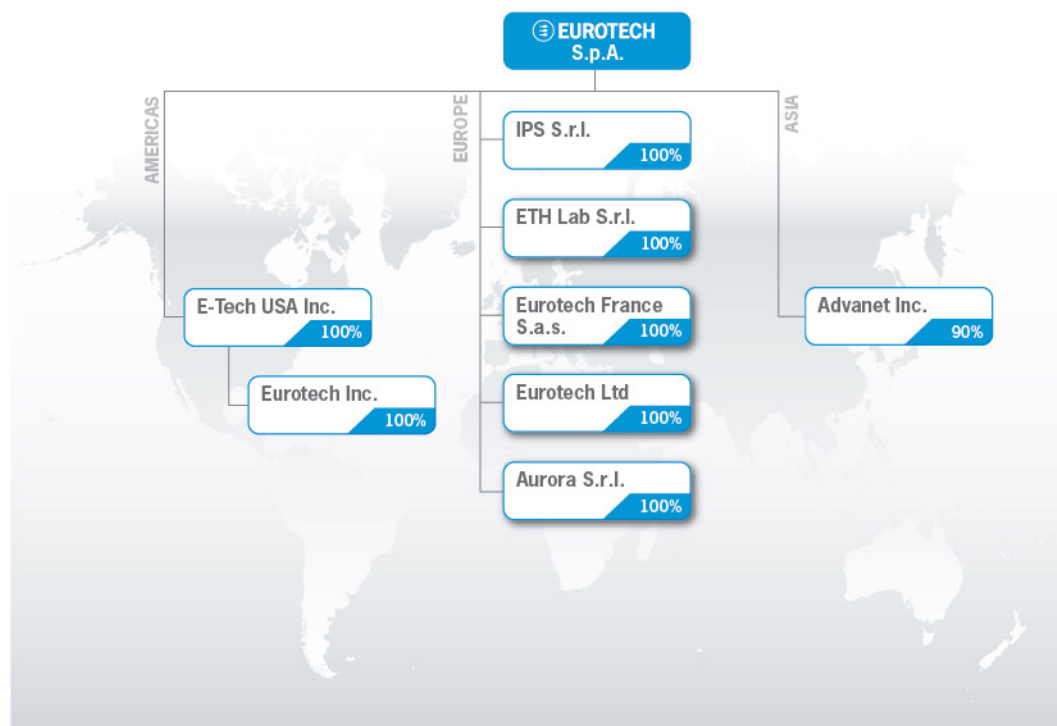 EUROTECH
S.p.A.
AMERICAS
EUROPE
ASIA
IPS S.r.l.
100%
ETH Lab S.r.l.
100%
E-Tech USA Inc.
100%
Eurotech France
S.a.s.
100%
Advanet Inc.
90%
Eurotech Inc.
100%
Eurotech Ltd
100%
Aurora S.r.l.
100%